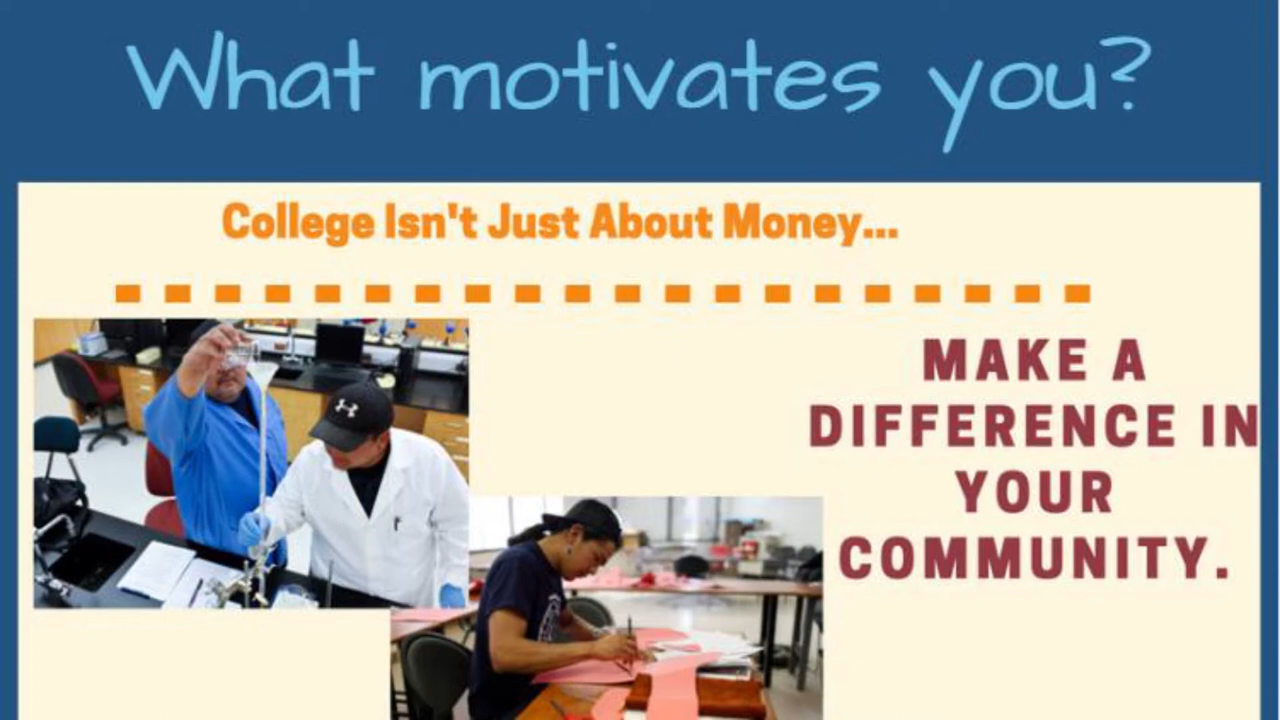 What motivates you?
College Isn't Just About Money...
MAKE A
DIFFERENCE IN
YOUR
COMMUNITY.